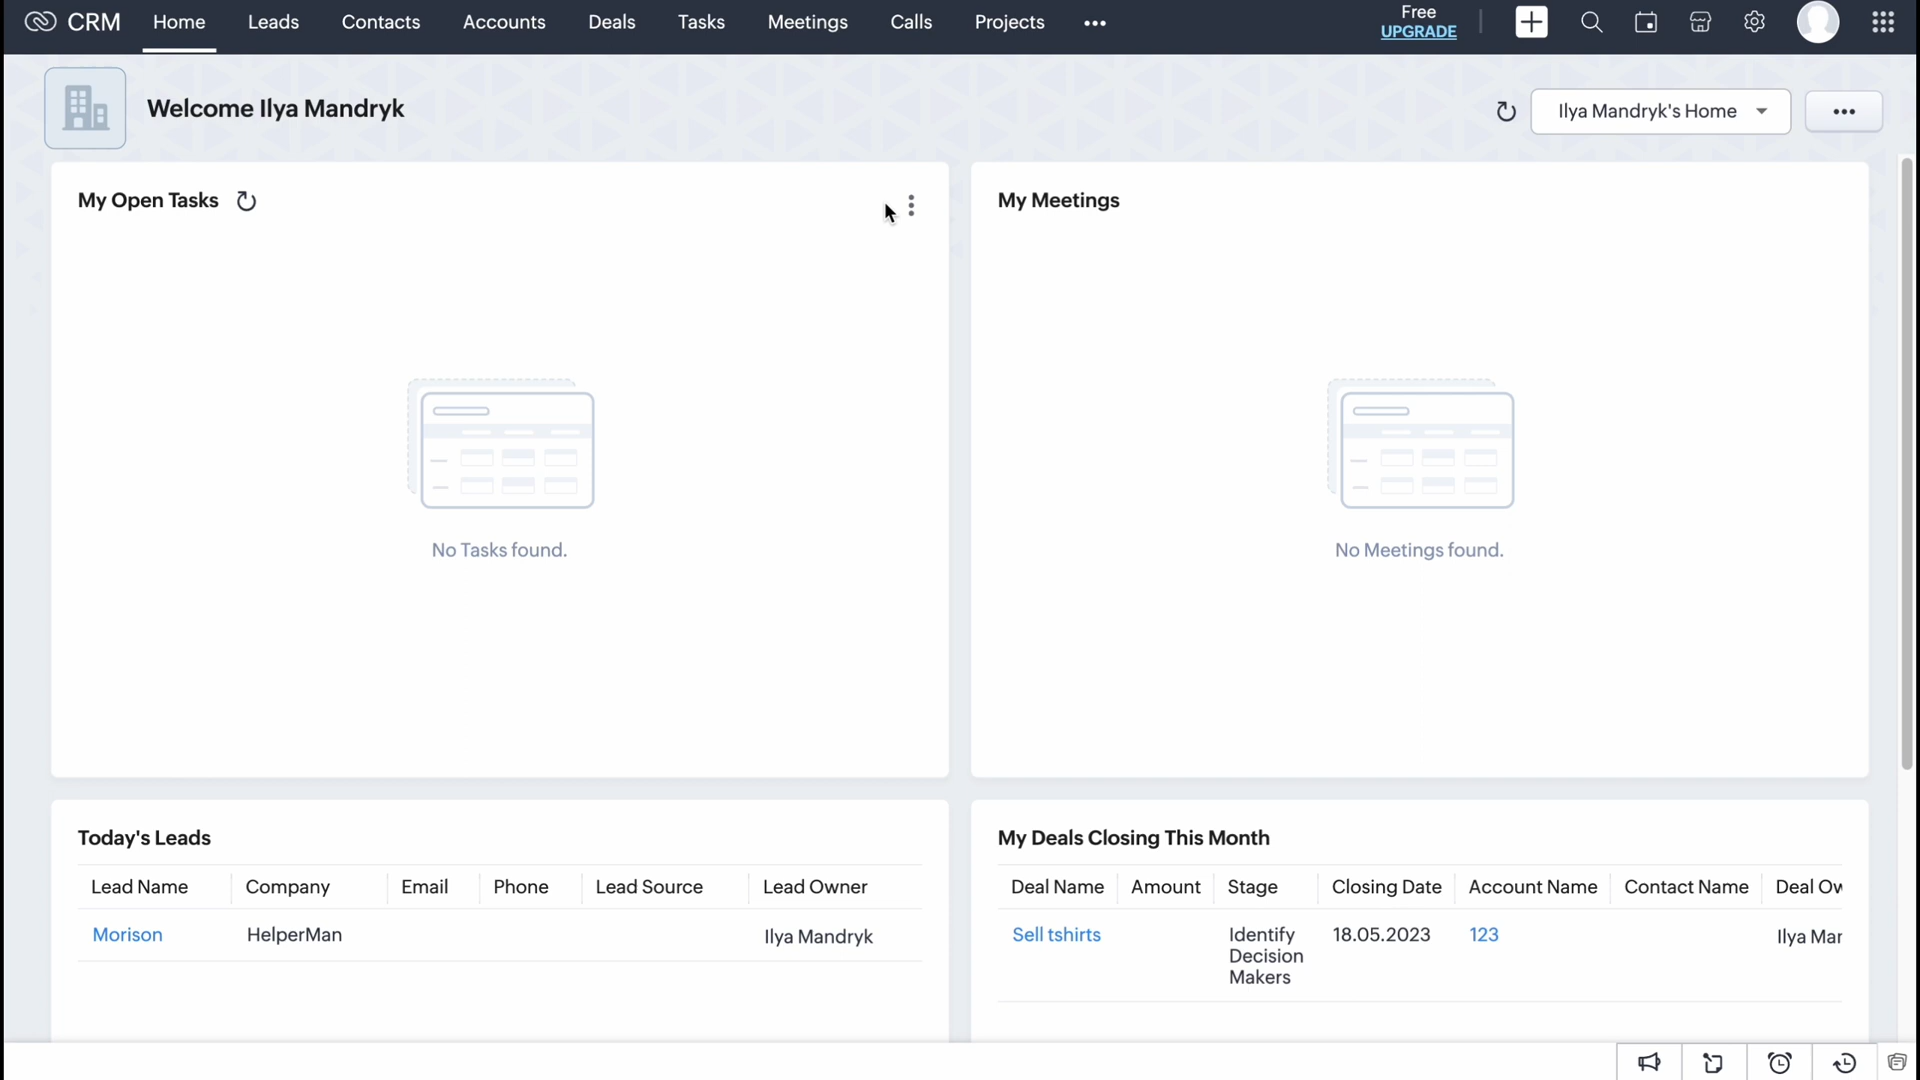 CRM Home Leads Contacts Accounts Deals Tasks Meetings Calls Projects Free
UPGRADE
Welcome Ilya Mandryk
Ilya Mandryk's Home
My Open Tasks
No Tasks found.
My Meetings
No Meetings found.
Today's Leads
Lead Name Company Email Phone Lead Source Lead Owner
Morison HelperMan Ilya Mandryk
My Deals Closing This Month
Deal Name Amount Stage Closing Date Account Name Contact Name Deal Ow
Sell tshirts Identify 18.05.2023 123 Ilya Mar
Decision
Makers